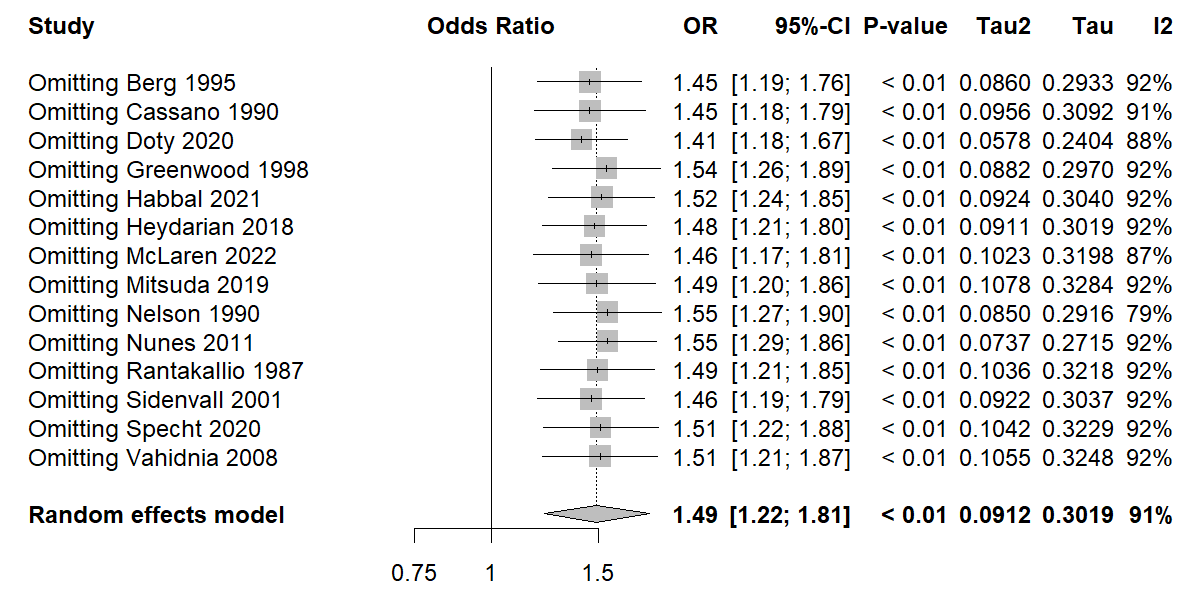 Study Odds Ratio OR 95%-CI P-value Tau2 Tau I2
Omitting Berg 1995 1.45 [1.19; 1.76] < 0.01 0.0860 0.2933 92%
Omitting Cassano 1990 1.45 [1.18; 1.79] < 0.01 0.0956 0.3092 91%
Omitting Doty 2020 1.41 [1.18; 1.67] < 0.01 0.0578 0.2404 88%
Omitting Greenwood 1998 1.54 [1.26; 1.89] < 0.01 0.0882 0.2970 92%
Omitting Habbal 2021 1.52 [1.24; 1.85] < 0.01 0.0924 0.3040 92%
Omitting Heydarian 2018 1.48 [1.21; 1.80] < 0.01 0.0911 0.3019 92%
Omitting McLaren 2022 1.46 [1.17; 1.81] < 0.01 0.1023 0.3198 87%
Omitting Mitsuda 2019 1.49 [1.20; 1.86] < 0.01 0.1078 0.3284 92%
Omitting Nelson 1990 1.55 [1.27; 1.90] < 0.01 0.0850 0.2916 79%
Omitting Nunes 2011 1.55 [1.29; 1.86] < 0.01 0.0737 0.2715 92%
Omitting Rantakallio 1987 1.49 [1.21; 1.85] < 0.01 0.1036 0.3218 92%
Omitting Sidenvall 2001 1.46 [1.19; 1.79] < 0.01 0.0922 0.3037 92%
Omitting Specht 2020 1.51 [1.22; 1.88] < 0.01 0.1042 0.3229 92%
Omitting Vahidnia 2008 1.51 [1.21; 1.87] < 0.01 0.1055 0.3248 92%
Random effects model 1.49 [1.22; 1.81] < 0.01 0.0912 0.3019 91%
0.75 1 1.5